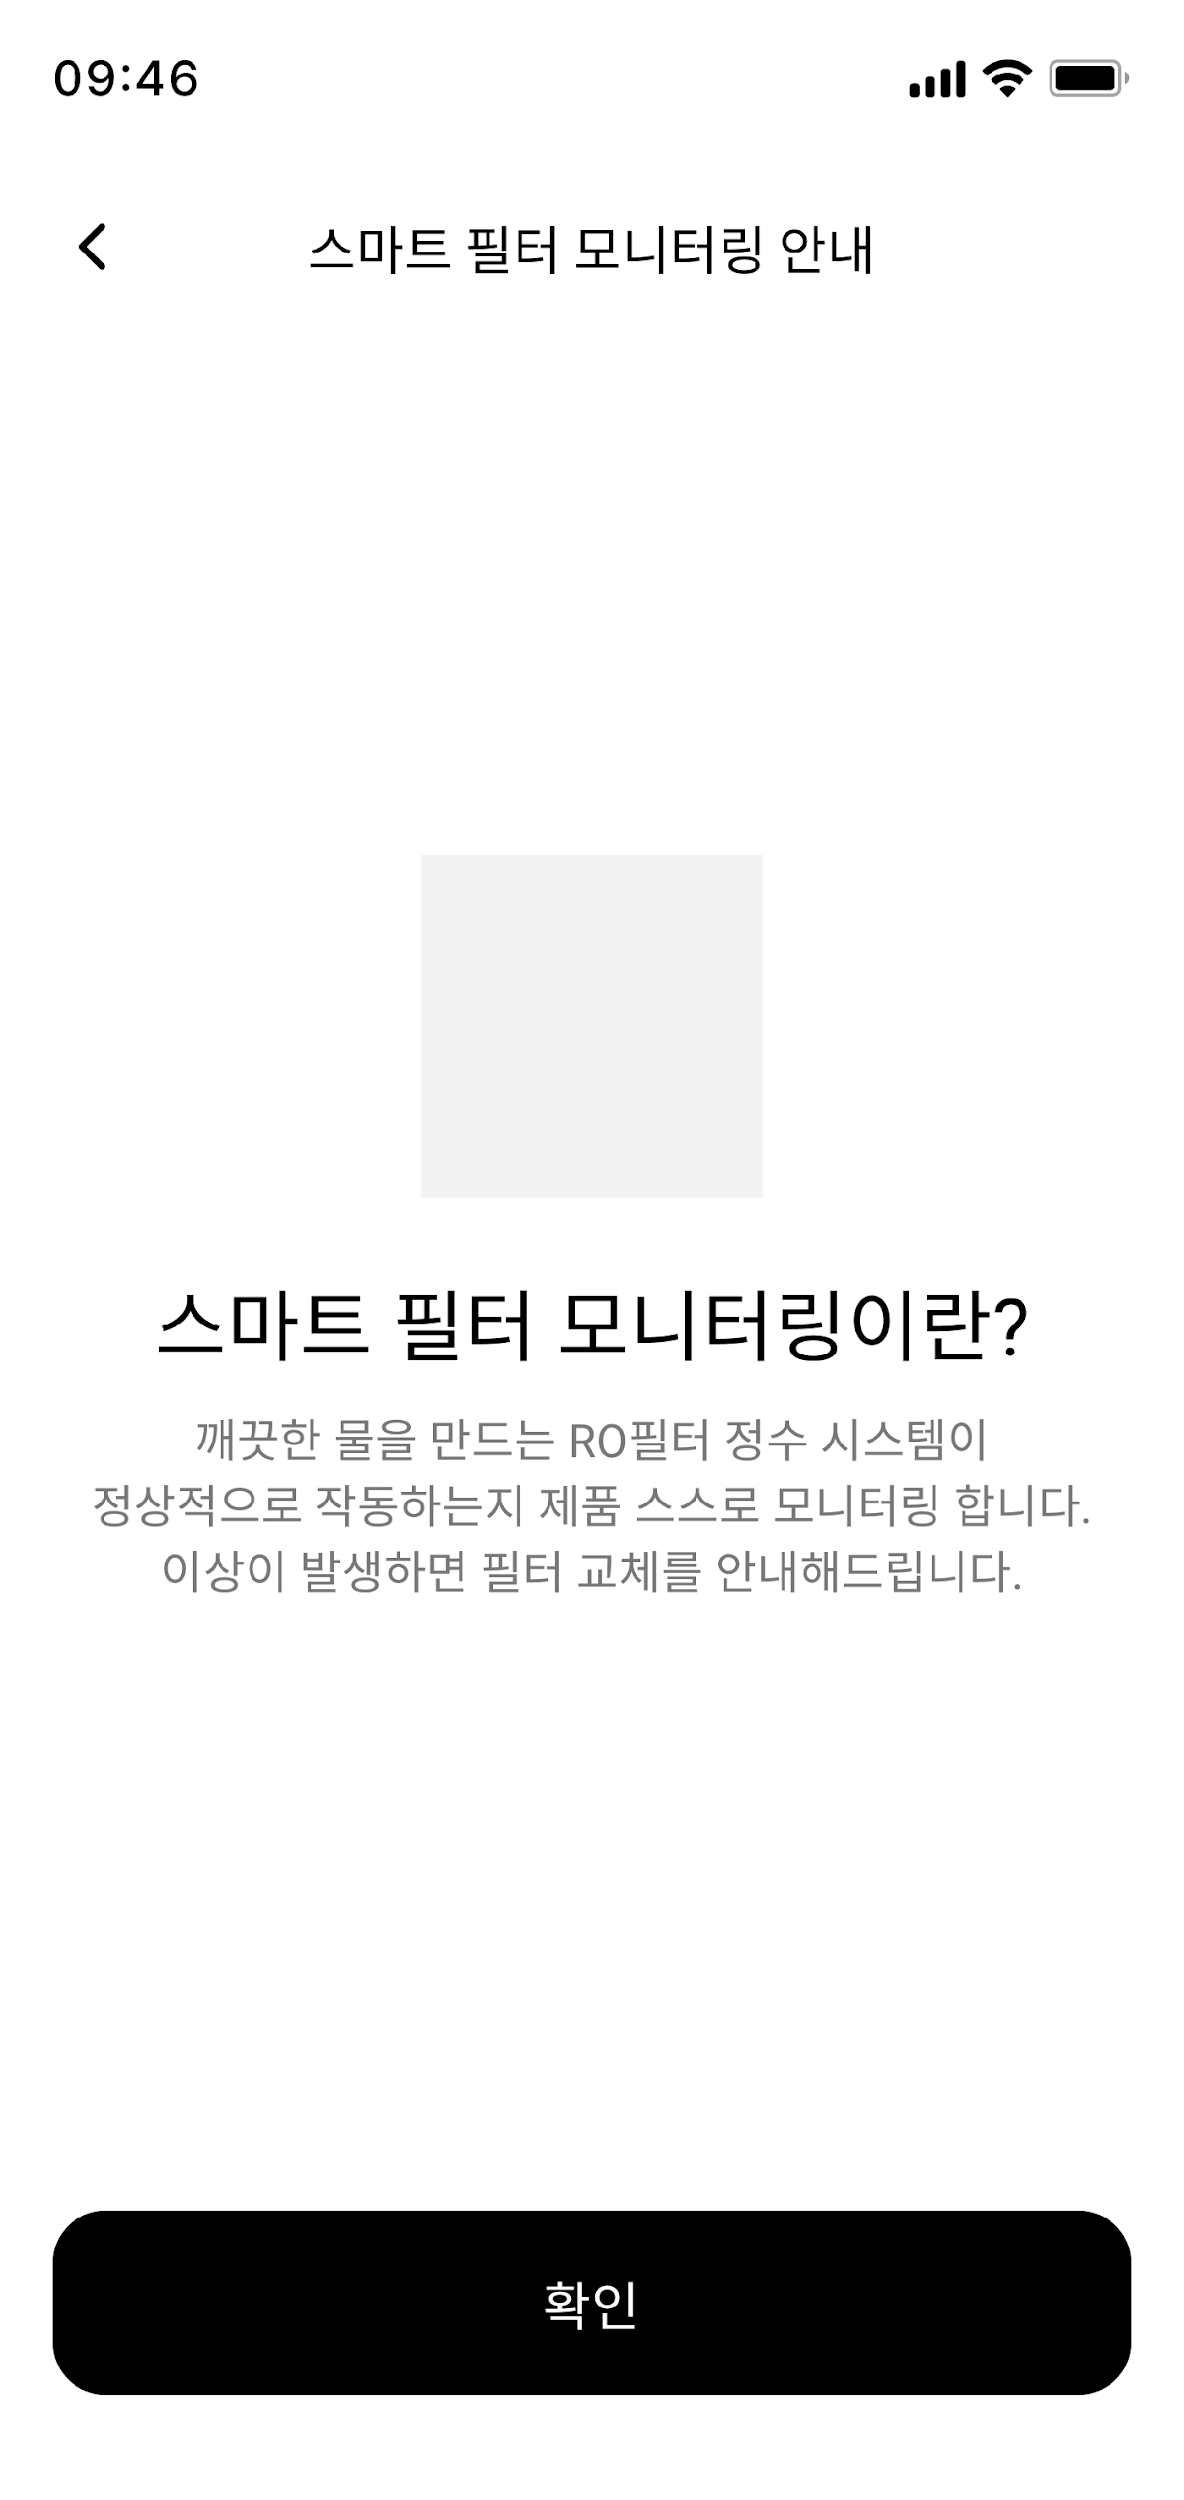 09:46
스마트 필터 모니터링 안내
스마트 필터 모니터링이란?
깨끗한 물을 만드는 RO필터 정수 시스템이
정상적으로 작동하는지 제품 스스로 모니터링 합니다.
이상이 발생하면 필터 교체를 안내해드립니다.
확인